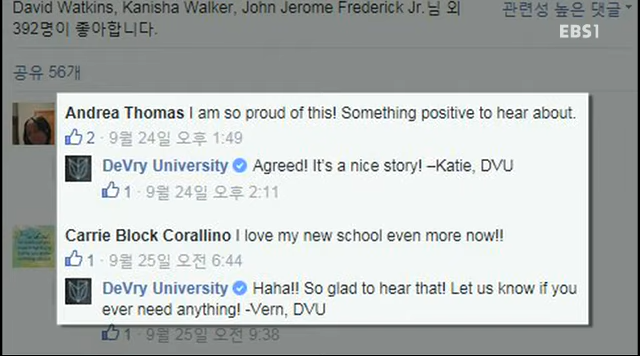 David Watkins, Kanisha Walker, John Jerome Frederick Jr.님 외
392명이 좋아합니다.
관련성 높은 댓글
EBS1
공유 56개
Andrea Thomas I am so proud of this! Something positive to hear about.
2 · 9월 24일 오후 1:49
DeVry University Agreed! It's a nice story! –Katie, DVU
1 · 9월 24일 오후 2:11
Carrie Block Corallino I love my new school even more now!!
1 · 9월 25일 오전 6:44
DeVry University Haha!! So glad to hear that! Let us know if you
ever need anything! -Vern, DVU
1 · 9월 25일 오전 9:38